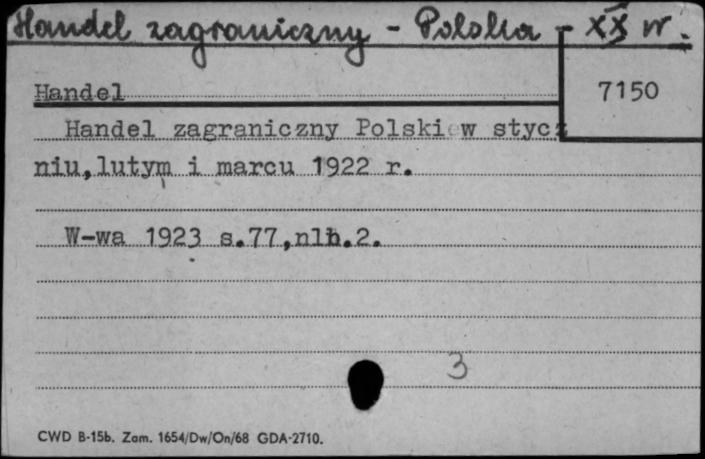 Handel zagraniczny - Polska - XX w.
7150
Handel
Handel zagraniczny Polski w stycz
niu, lutym i marcu 1922 r.
W-wa 1923 s.77, nlb.2.
3
CWD B-15b. Zam. 1654/Dw/On/68 GDA-2710.